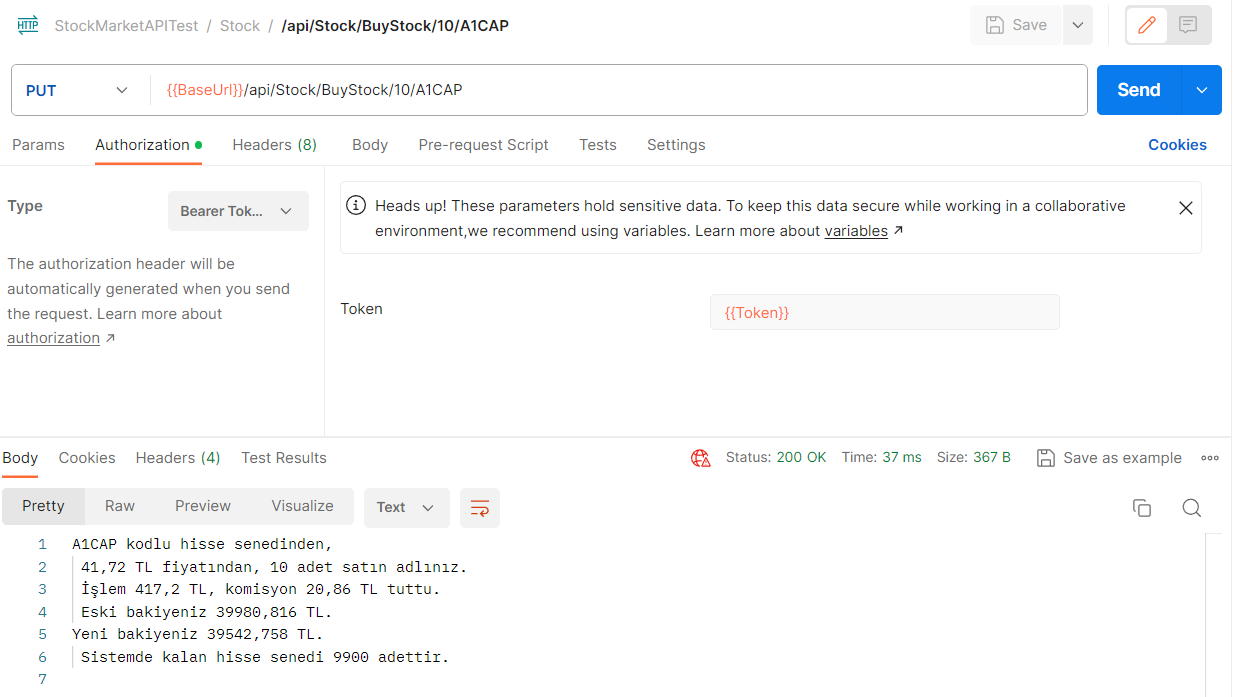 HTTP StockMarketAPITest / Stock / /api/Stock/BuyStock/10/A1CAP Save
PUT {{BaseUrl}}/api/Stock/BuyStock/10/A1CAP Send
Params Authorization Headers (8) Body Pre-request Script Tests Settings Cookies
Type Bearer Tok...
The authorization header will be
automatically generated when you send
the request. Learn more about
authorization ↗
Heads up! These parameters hold sensitive data. To keep this data secure while working in a collaborative
environment,we recommend using variables. Learn more about variables ↗
Token {{Token}}
Body Cookies Headers (4) Test Results Status: 200 OK Time: 37 ms Size: 367 B Save as example
Pretty Raw Preview Visualize Text
1 A1CAP kodlu hisse senedinden,
2 41,72 TL fiyatından, 10 adet satın adlınız.
3 İşlem 417,2 TL, komisyon 20,86 TL tuttu.
4 Eski bakiyeniz 39980,816 TL.
5 Yeni bakiyeniz 39542,758 TL.
6 Sistemde kalan hisse senedi 9900 adettir.
7